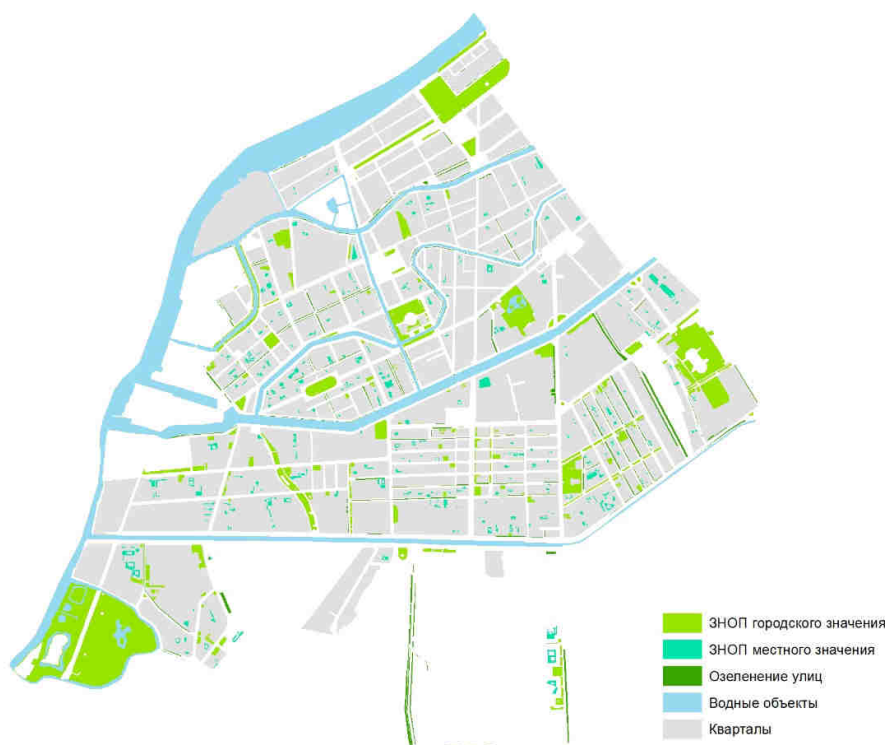 ЗНОП городского значения
ЗНОП местного значения
Озеленение улиц
Водные объекты
Кварталы